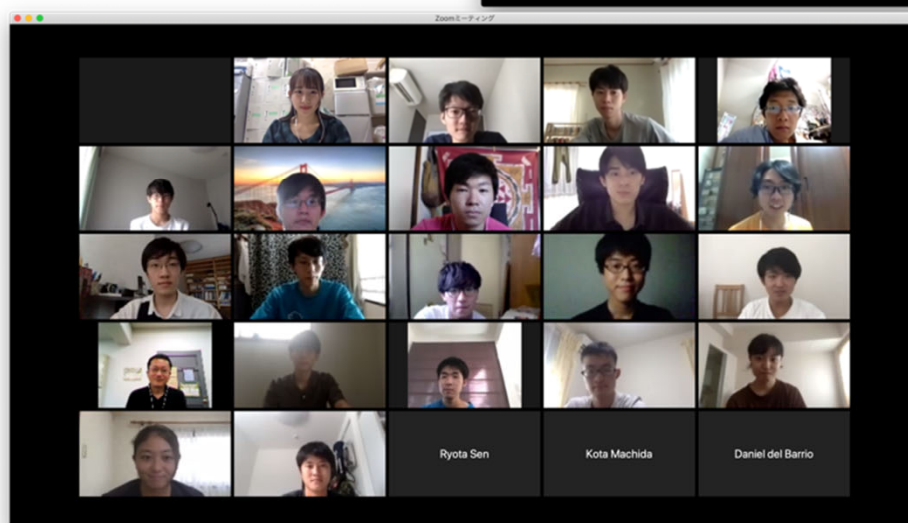 Zoomミーティング
Ryota Sen
Kota Machida
Daniel del Barrio